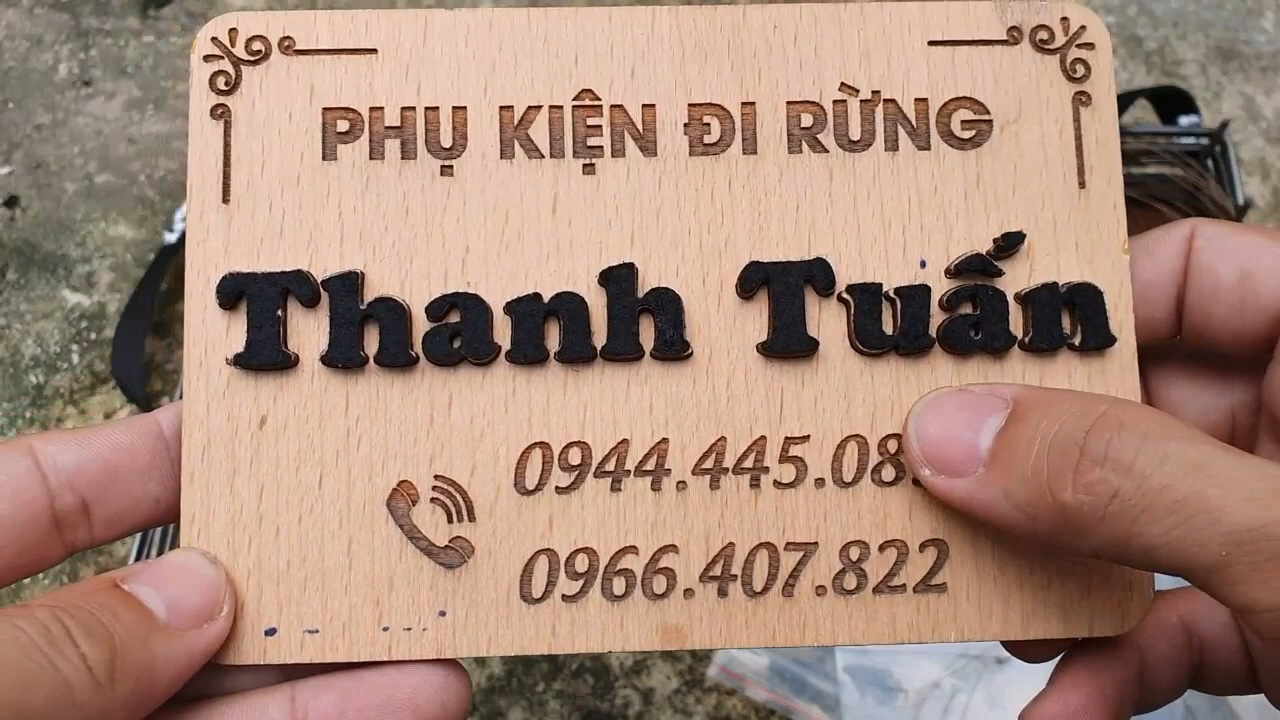 PHỤ KIỆN ĐI RỪNG
Thanh Tuấn
0944.445.08
0966.407.822